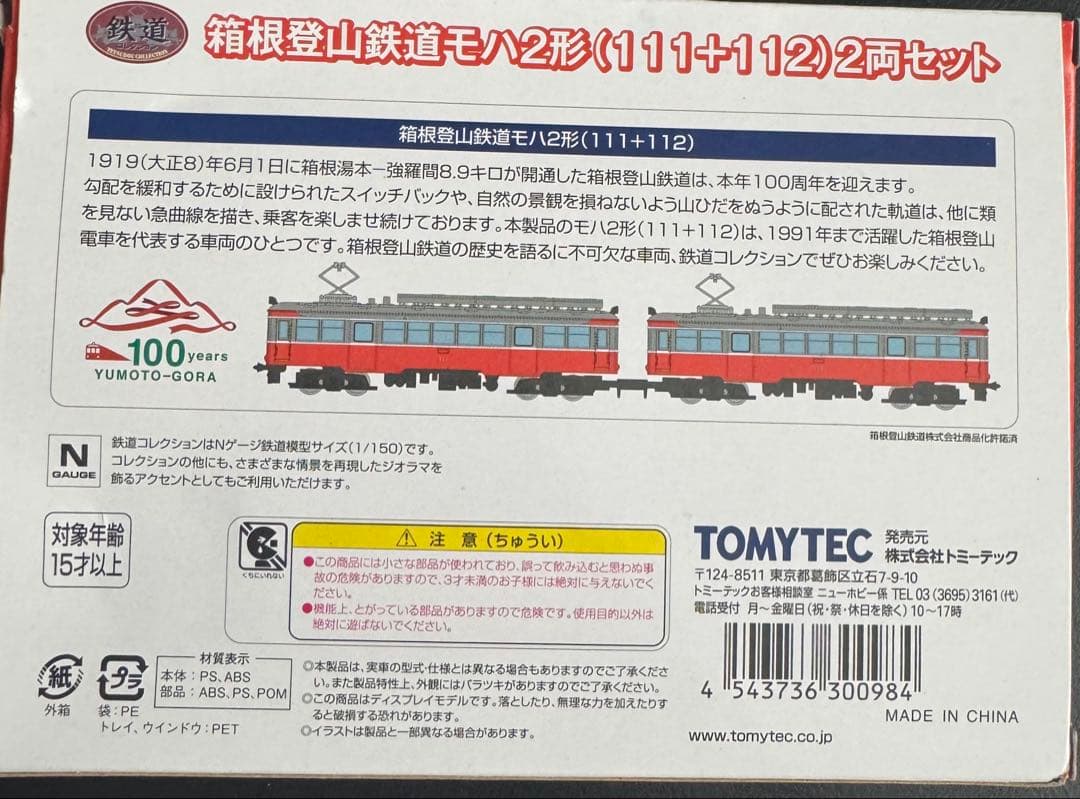 鉄道
コレクション
TETSUDOU COLLECTION
箱根登山鉄道モハ2形(111+112)2両セット
箱根登山鉄道モハ2形(111+112)
1919(大正8)年6月1日に箱根湯本−強羅間8.9キロが開通した箱根登山鉄道は、本年100周年を迎えます。
勾配を緩和するために設けられたスイッチバックや、自然の景観を損ねないよう山ひだをぬうように配された軌道は、他に類
を見ない急曲線を描き、乗客を楽しませ続けております。本製品のモハ2形(111+112)は、1991年まで活躍した箱根登山
電車を代表する車両のひとつです。箱根登山鉄道の歴史を語るに不可欠な車両、鉄道コレクションでぜひお楽しみください。
100years
YUMOTO-GORA
箱根登山鉄道株式会社商品化許諾済
N
GAUGE
鉄道コレクションはNゲージ鉄道模型サイズ(1/150)です。
コレクションの他にも、さまざまな情景を再現したジオラマを
飾るアクセントとしてもご利用いただけます。
対象年齢
15才以上
くちにいれない
注 意(ちゅうい)
●この商品には小さな部品が使われており、誤って飲み込むと思わぬ事
故の危険がありますので、3才未満のお子様には絶対に与えないでく
ださい。
●機能上、とがっている部品がありますので危険です。使用目的以外は
絶対に遊ばないでください。
TOMYTEC
発売元
株式会社トミーテック
〒124-8511 東京都葛飾区立石7-9-10
トミーテックお客様相談室 ニューホビー係 TEL 03(3695)3161(代)
電話受付 月〜金曜日(祝・祭・休日を除く)10〜17時
4 543736 300984
MADE IN CHINA
www.tomytec.co.jp
紙
外箱
プラ
袋:PE
トレイ、ウインドウ:PET
材質表示
本体:PS、ABS
部品:ABS、PS、POM
◎本製品は、実車の型式・仕様とは異なる場合もありますのでご了承くださ
い。また製品特性上、外観にはバラツキがありますのでご了承ください。
◎この商品はディスプレイモデルです。落としたり、無理な力を加えたりす
ると破損する恐れがあります。
◎イラストは製品と一部異なる場合があります。